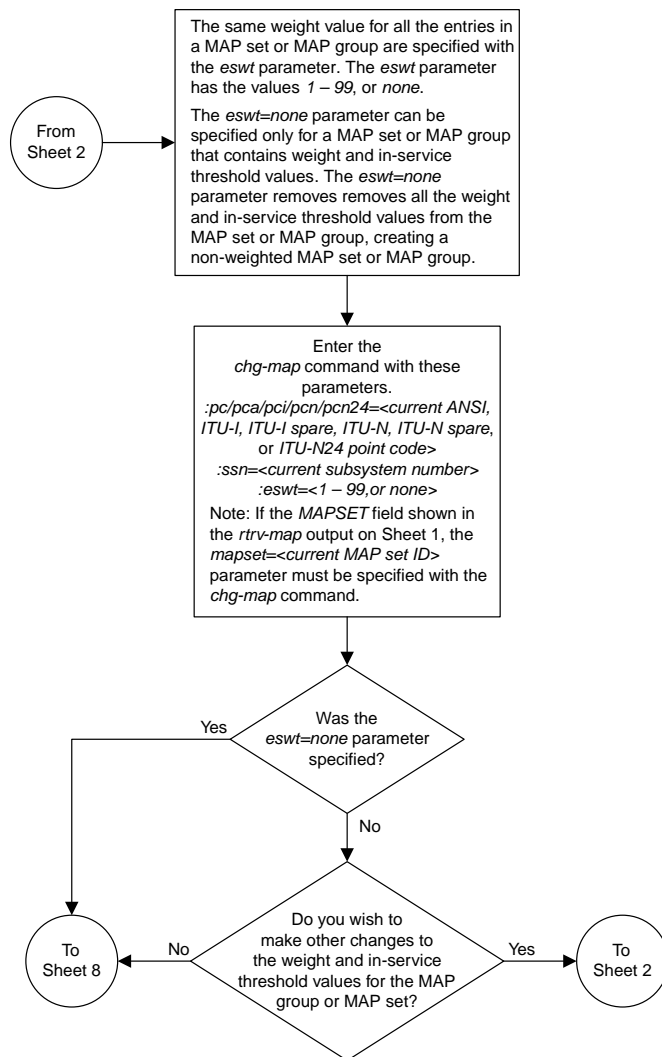 The same weight value for all the entries in
a MAP set or MAP group are specified with
the eswt parameter. The eswt parameter
has the values 1 – 99, or none.
The eswt=none parameter can be
specified only for a MAP set or MAP group
that contains weight and in-service
threshold values. The eswt=none
parameter removes removes all the weight
and in-service threshold values from the
MAP set or MAP group, creating a
non-weighted MAP set or MAP group.
From
Sheet 2
Enter the
chg-map command with these
parameters.
:pc/pca/pci/pcn/pcn24=<current ANSI,
ITU-I, ITU-I spare, ITU-N, ITU-N spare,
or ITU-N24 point code>
:ssn=<current subsystem number>
:eswt=<1 – 99,or none>
Note: If the MAPSET field shown in
the rtrv-map output on Sheet 1, the
mapset=<current MAP set ID>
parameter must be specified with the
chg-map command.
Yes
Was the
eswt=none parameter
specified?
No
To
Sheet 8
No
Do you wish to
make other changes to
the weight and in-service
threshold values for the MAP
group or MAP set?
Yes
To
Sheet 2